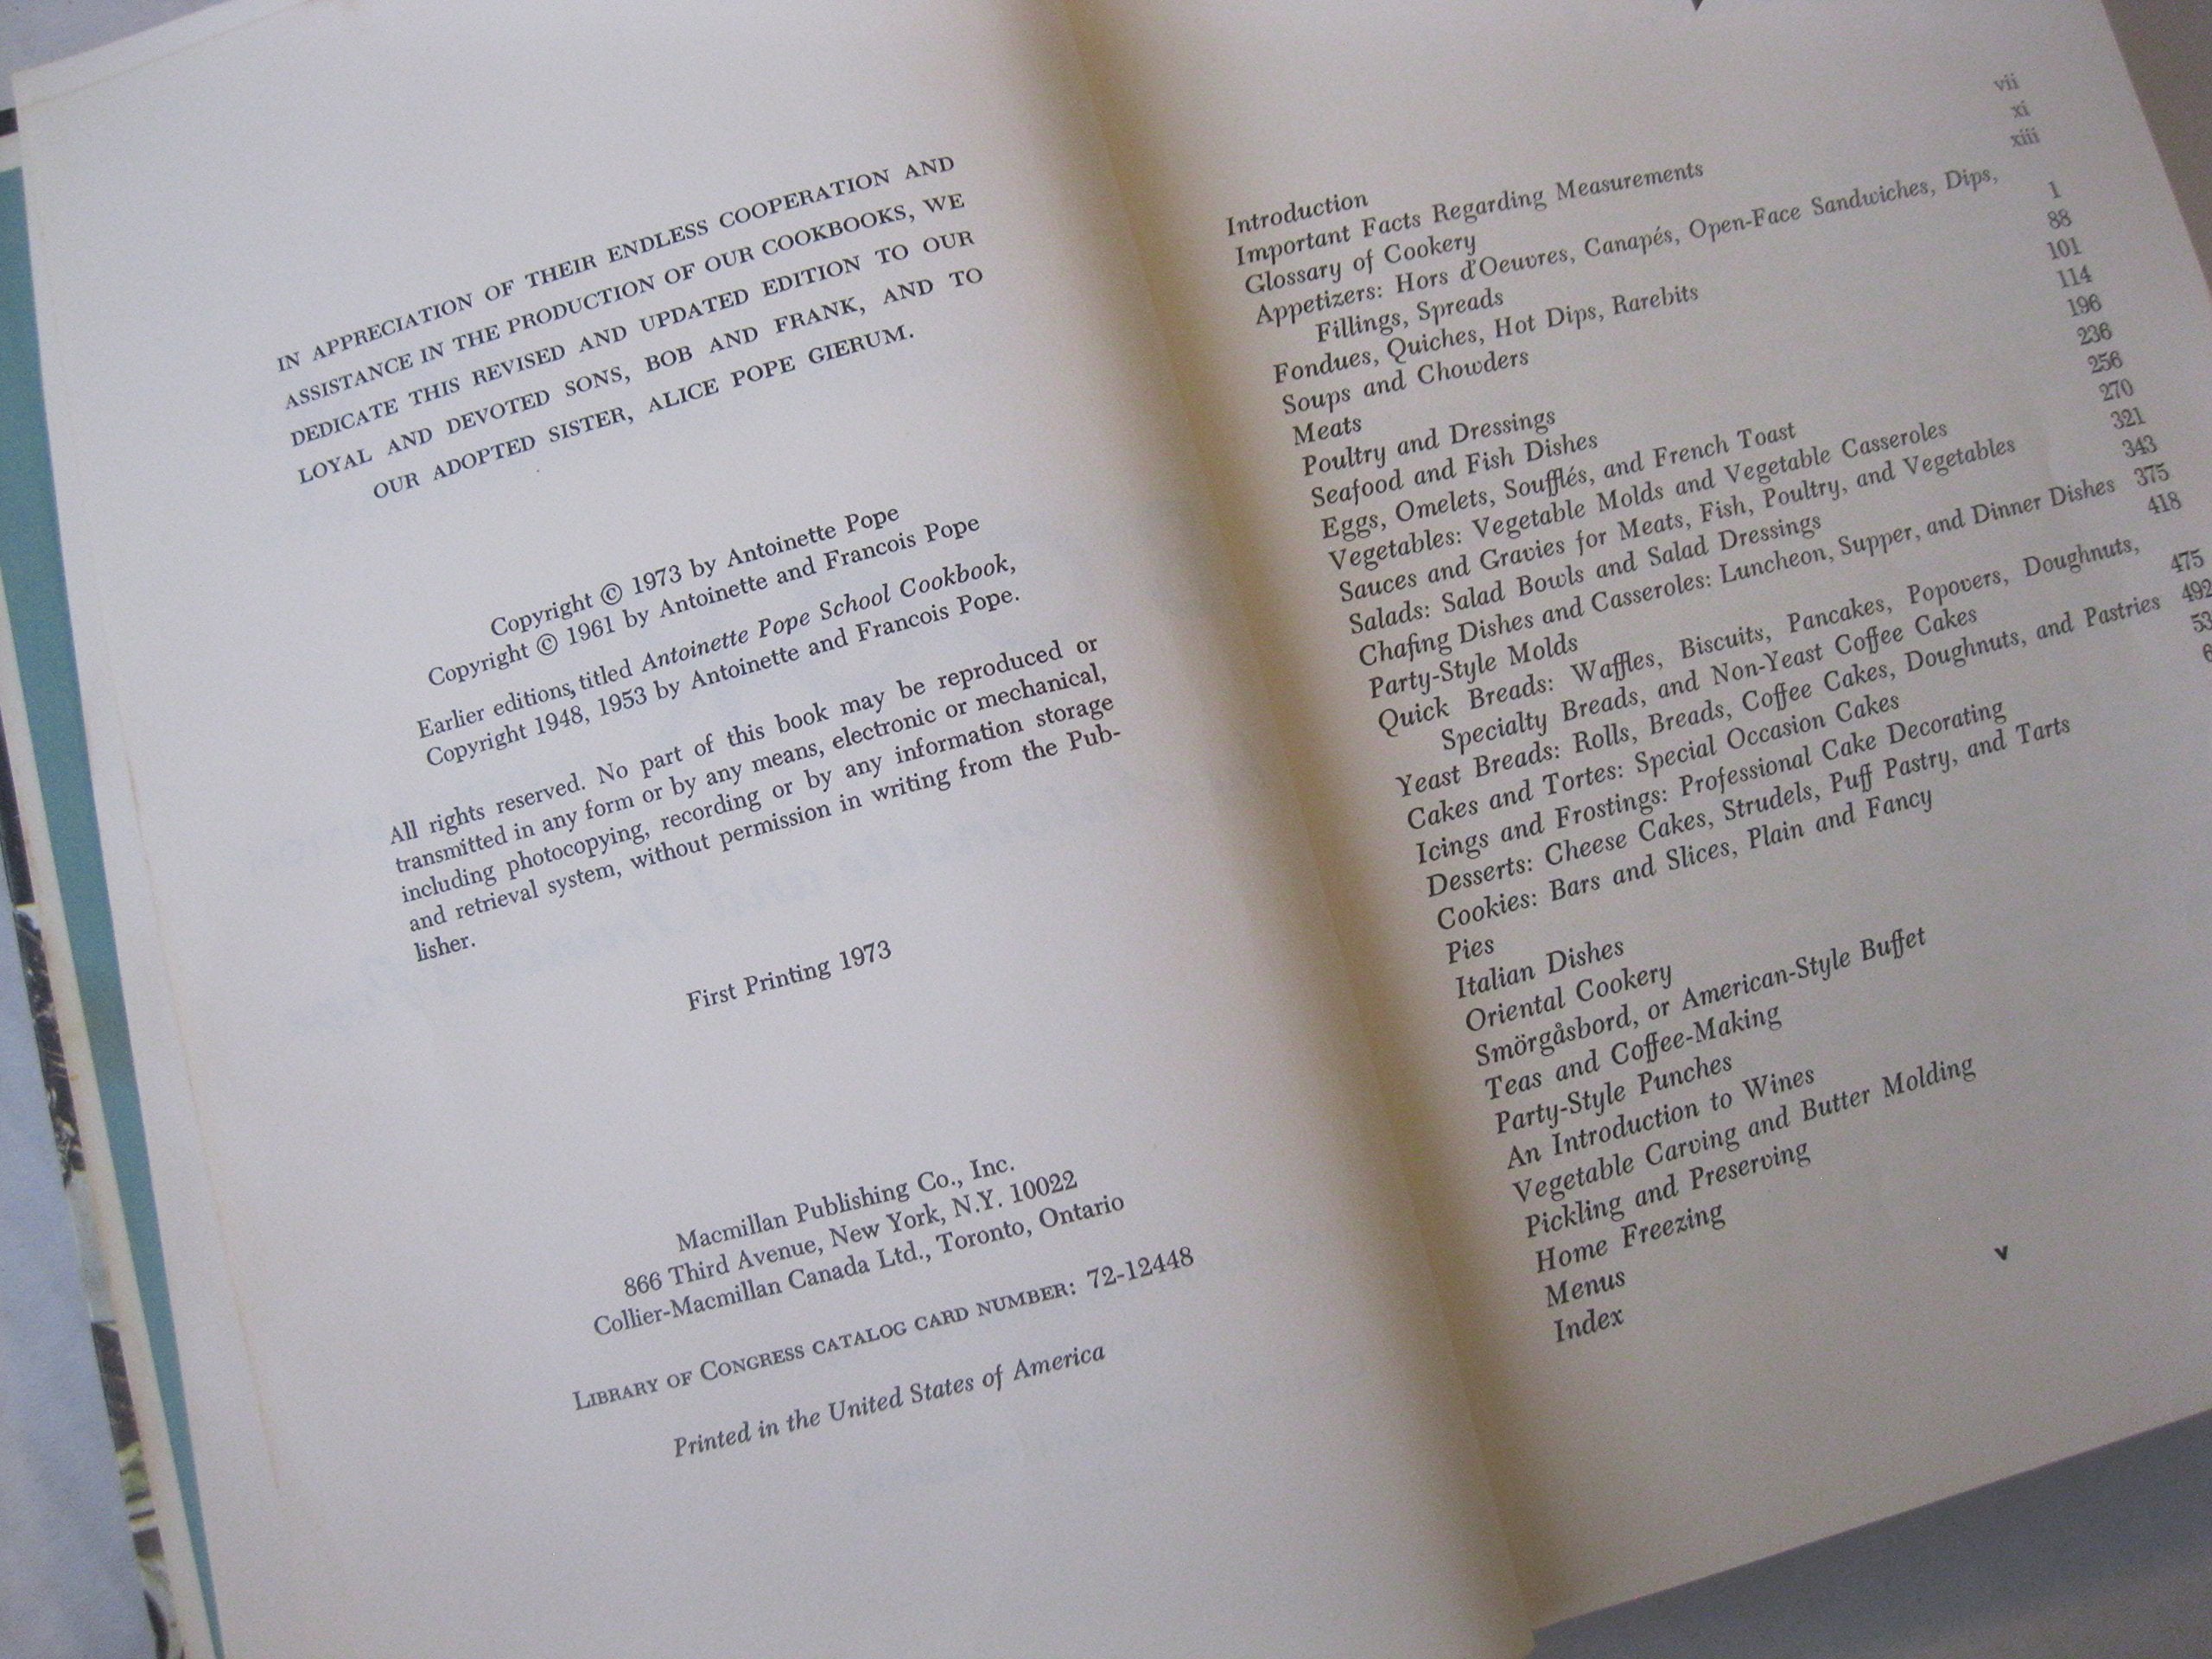 IN APPRECIATION OF THEIR ENDLESS COOPERATION AND
ASSISTANCE IN THE PRODUCTION OF OUR COOKBOOKS, WE
DEDICATE THIS REVISED AND UPDATED EDITION TO OUR
LOYAL AND DEVOTED SONS, BOB AND FRANK, AND TO
OUR ADOPTED SISTER, ALICE POPE GIERUM.
Copyright © 1973 by Antoinette Pope
Copyright © 1961 by Antoinette and Francois Pope
Earlier editions, titled Antoinette Pope School Cookbook,
Copyright 1948, 1953 by Antoinette and Francois Pope.
All rights reserved. No part of this book may be reproduced or
transmitted in any form or by any means, electronic or mechanical,
including photocopying, recording or by any information storage
and retrieval system, without permission in writing from the Pub-
lisher.
First Printing 1973
Macmillan Publishing Co., Inc.
866 Third Avenue, New York, N.Y. 10022
Collier-Macmillan Canada Ltd., Toronto, Ontario
LIBRARY OF CONGRESS CATALOG CARD NUMBER: 72-12448
Printed in the United States of America
Introduction vii
Important Facts Regarding Measurements xi
Glossary of Cookery xiii
Appetizers: Hors d'Oeuvres, Canapés, Open-Face Sandwiches, Dips,
Fillings, Spreads 1
Fondues, Quiches, Hot Dips, Rarebits 88
Soups and Chowders 101
Meats 114
Poultry and Dressings 196
Seafood and Fish Dishes 236
Eggs, Omelets, Soufflés, and French Toast 256
Vegetables: Vegetable Molds and Vegetable Casseroles 270
Sauces and Gravies for Meats, Fish, Poultry, and Vegetables 321
Salads: Salad Bowls and Salad Dressings 343
Chafing Dishes and Casseroles: Luncheon, Supper, and Dinner Dishes 375
Party-Style Molds 418
Quick Breads: Waffles, Biscuits, Pancakes, Popovers, Doughnuts,
Specialty Breads, and Non-Yeast Coffee Cakes 475
Yeast Breads: Rolls, Breads, Coffee Cakes, Doughnuts, and Pastries 492
Cakes and Tortes: Special Occasion Cakes
Icings and Frostings: Professional Cake Decorating
Desserts: Cheese Cakes, Strudels, Puff Pastry, and Tarts
Cookies: Bars and Slices, Plain and Fancy
Pies
Italian Dishes
Oriental Cookery
Smörgåsbord, or American-Style Buffet
Teas and Coffee-Making
Party-Style Punches
An Introduction to Wines
Vegetable Carving and Butter Molding
Pickling and Preserving
Home Freezing
Menus
Index
v